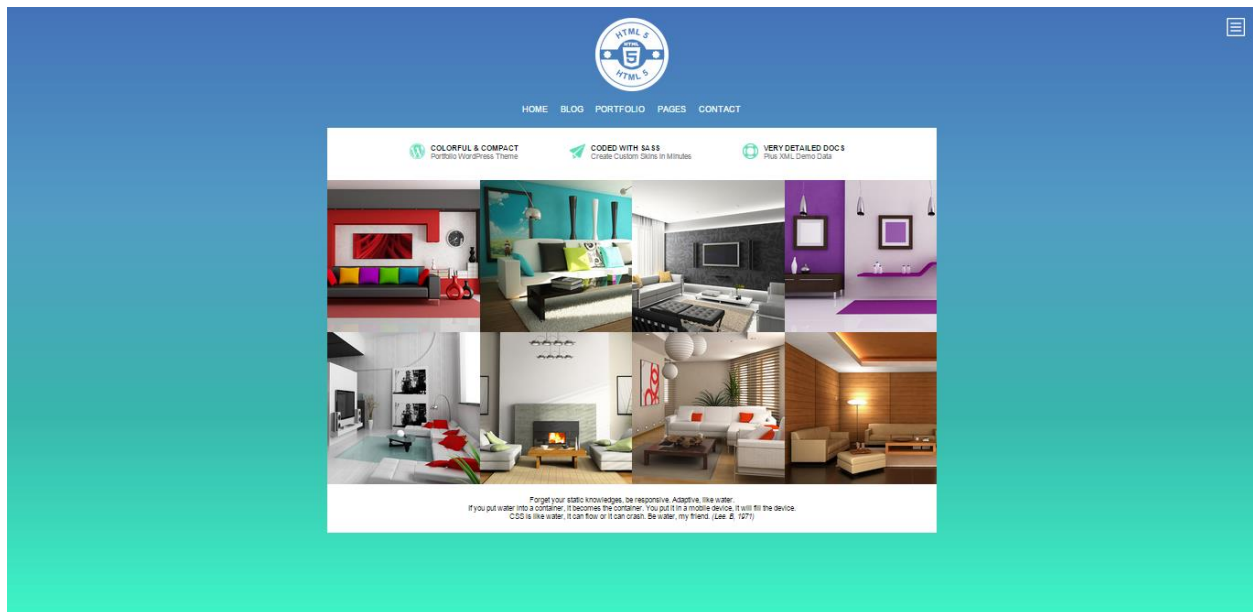 HTML 5
HTML
5
HTML 5
HOME BLOG PORTFOLIO PAGES CONTACT
COLORFUL & COMPACT
Portfolio WordPress Theme
CODED WITH SASS
Create Custom Skins in Minutes
VERY DETAILED DOCS
Plus XML Demo Data
Forget your static knowledges, be responsive. Adaptive, like water.
If you put water into a container, it becomes the container. You put it in a mobile device, it will fill the device.
CSS is like water, it can flow or it can crash. Be water, my friend. (Lee. B, 1971)